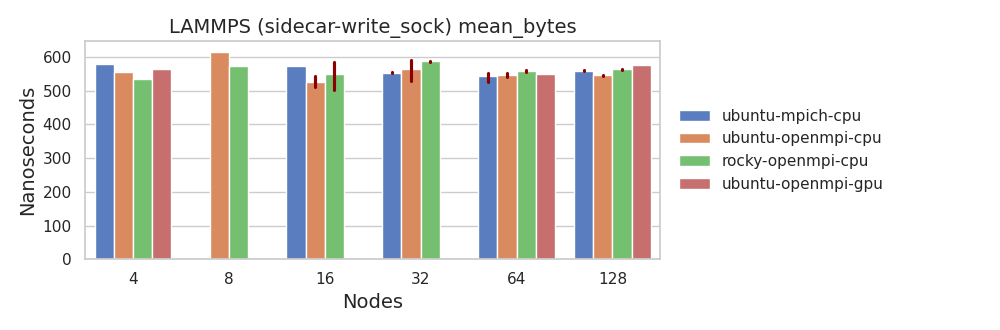 LAMMPS (sidecar-write_sock) mean_bytes
Nanoseconds
600
500
400
300
200
100
0
4 8 16 32 64 128
Nodes
ubuntu-mpich-cpu
ubuntu-openmpi-cpu
rocky-openmpi-cpu
ubuntu-openmpi-gpu